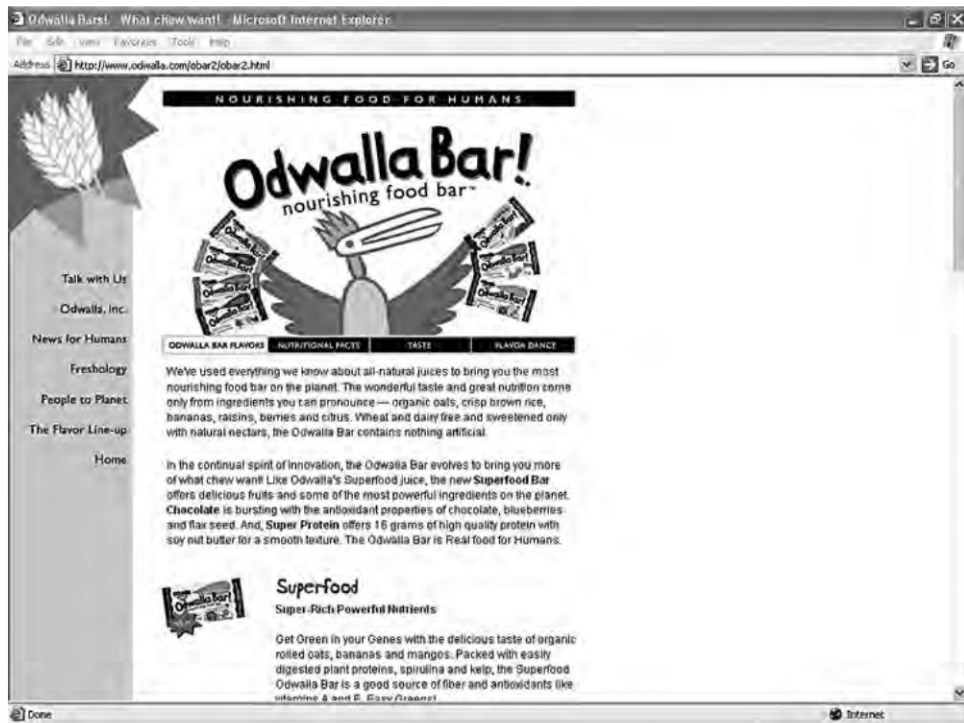 Odwalla Bars! What chew want! - Microsoft Internet Explorer
File Edit View Favorites Tools Help
Address http://www.odwalla.com/obar2/obar2.html Go
NOURISHING FOOD FOR HUMANS
Odwalla Bar!
nourishing food bar™
Talk with Us
Odwalla, Inc.
News for Humans
Freshology
People to Planet
The Flavor Line-up
Home
ODWALLA BAR FLAVORS NUTRITIONAL FACTS TASTE FLAVOR DANCE
We've used everything we know about all-natural juices to bring you the most
nourishing food bar on the planet. The wonderful taste and great nutrition come
only from ingredients you can pronounce — organic oats, crisp brown rice,
bananas, raisins, berries and citrus. Wheat and dairy free and sweetened only
with natural nectars, the Odwalla Bar contains nothing artificial.
In the continual spirit of innovation, the Odwalla Bar evolves to bring you more
of what chew want! Like Odwalla's Superfood juice, the new Superfood Bar
offers delicious fruits and some of the most powerful ingredients on the planet.
Chocolate is bursting with the antioxidant properties of chocolate, blueberries
and flax seed. And, Super Protein offers 16 grams of high quality protein with
soy nut butter for a smooth texture. The Odwalla Bar is Real food for Humans.
Odwalla Bar!
Superfood
Super-Rich Powerful Nutrients
Get Green in your Genes with the delicious taste of organic
rolled oats, bananas and mangos. Packed with easily
digested plant proteins, spirulina and kelp, the Superfood
Odwalla Bar is a good source of fiber and antioxidants like
vitamins A and E. Easy Greens!
Done Internet